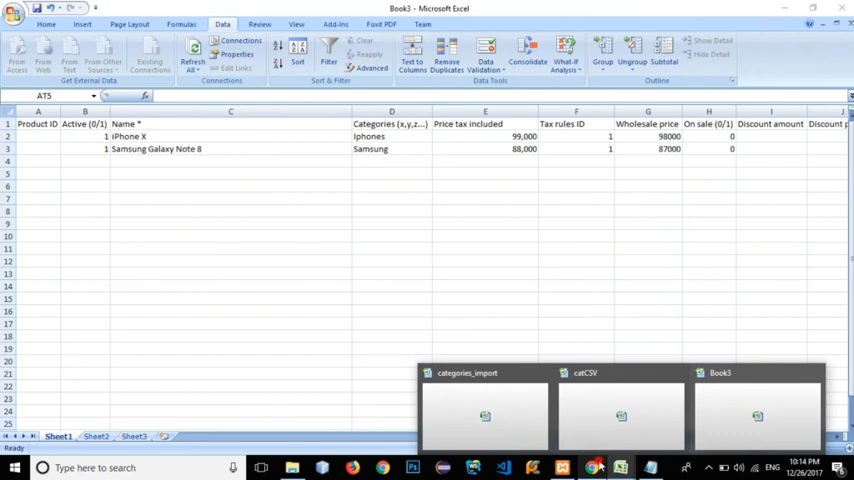 Book3 - Microsoft Excel
Home Insert Page Layout Formulas Data Review View Add-Ins Foxit PDF Team
From Access
From Web
From Text
From Other Sources
Existing Connections
Get External Data
Refresh All
Connections
Properties
Edit Links
Connections
Sort
Filter
Clear
Reapply
Advanced
Sort & Filter
Text to Columns
Remove Duplicates
Data Validation
Consolidate
What-If Analysis
Data Tools
Group
Ungroup
Subtotal
Show Detail
Hide Detail
Outline
AT5 fx
A B C D E F G H I J
1 Product ID Active (0/1) Name * Categories (x,y,z...) Price tax included Tax rules ID Wholesale price On sale (0/1) Discount amount Discount p
2 1 iPhone X Iphones 99,000 1 98000 0
3 1 Samsung Galaxy Note 8 Samsung 88,000 1 87000 0
4
5
6
7
8
9
10
11
12
13
14
15
16
17
18
19
20
21
22
23
24
25
categories_import catCSV Book3
Sheet1 Sheet2 Sheet3
Ready
Type here to search
ENG
10:14 PM
12/26/2017